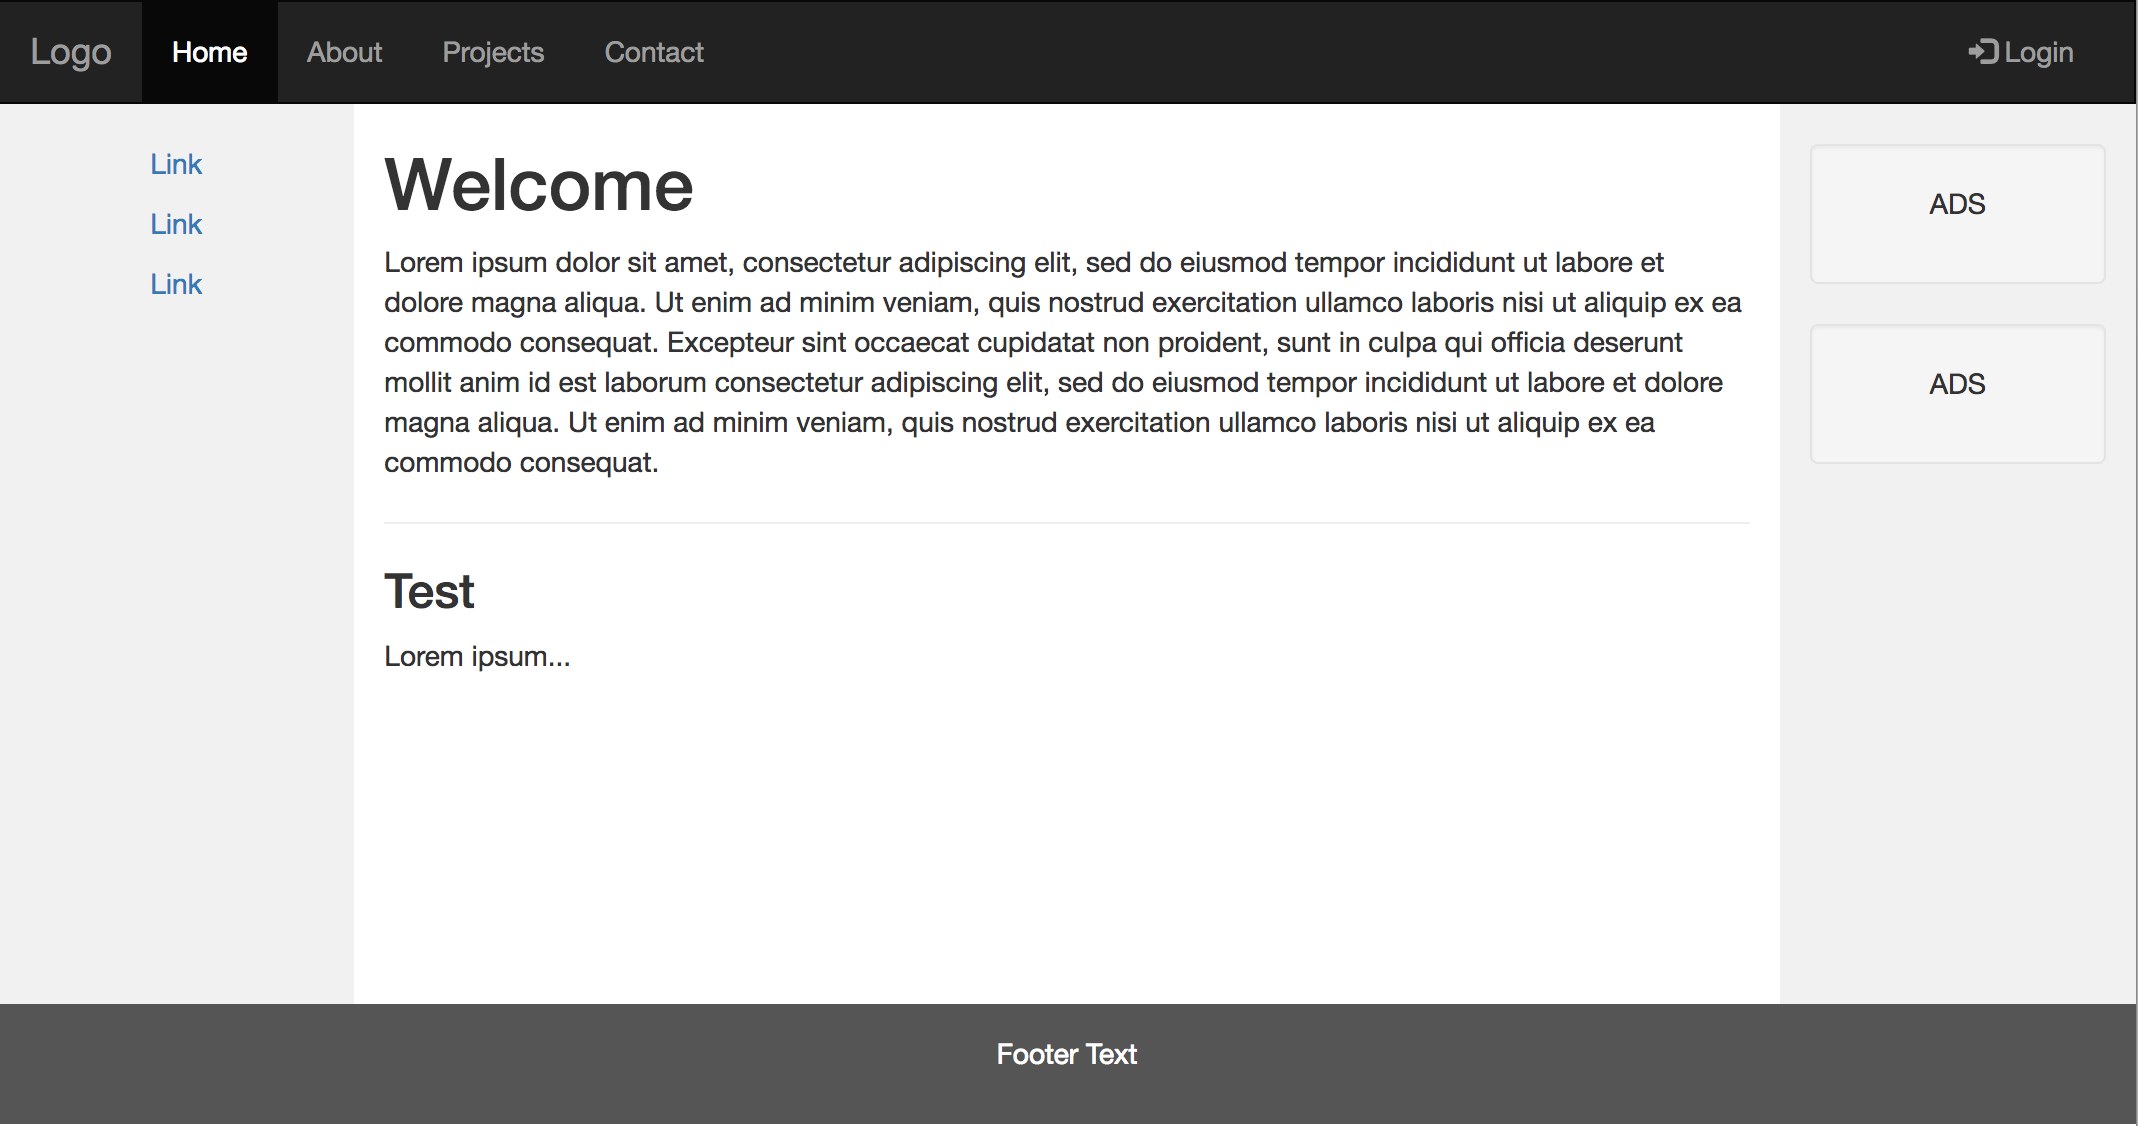 Logo
Home
About
Projects
Contact
Login
Link
Link
Link
Welcome
Lorem ipsum dolor sit amet, consectetur adipiscing elit, sed do eiusmod tempor incididunt ut labore et
dolore magna aliqua. Ut enim ad minim veniam, quis nostrud exercitation ullamco laboris nisi ut aliquip ex ea
commodo consequat. Excepteur sint occaecat cupidatat non proident, sunt in culpa qui officia deserunt
mollit anim id est laborum consectetur adipiscing elit, sed do eiusmod tempor incididunt ut labore et dolore
magna aliqua. Ut enim ad minim veniam, quis nostrud exercitation ullamco laboris nisi ut aliquip ex ea
commodo consequat.
Test
Lorem ipsum...
ADS
ADS
Footer Text